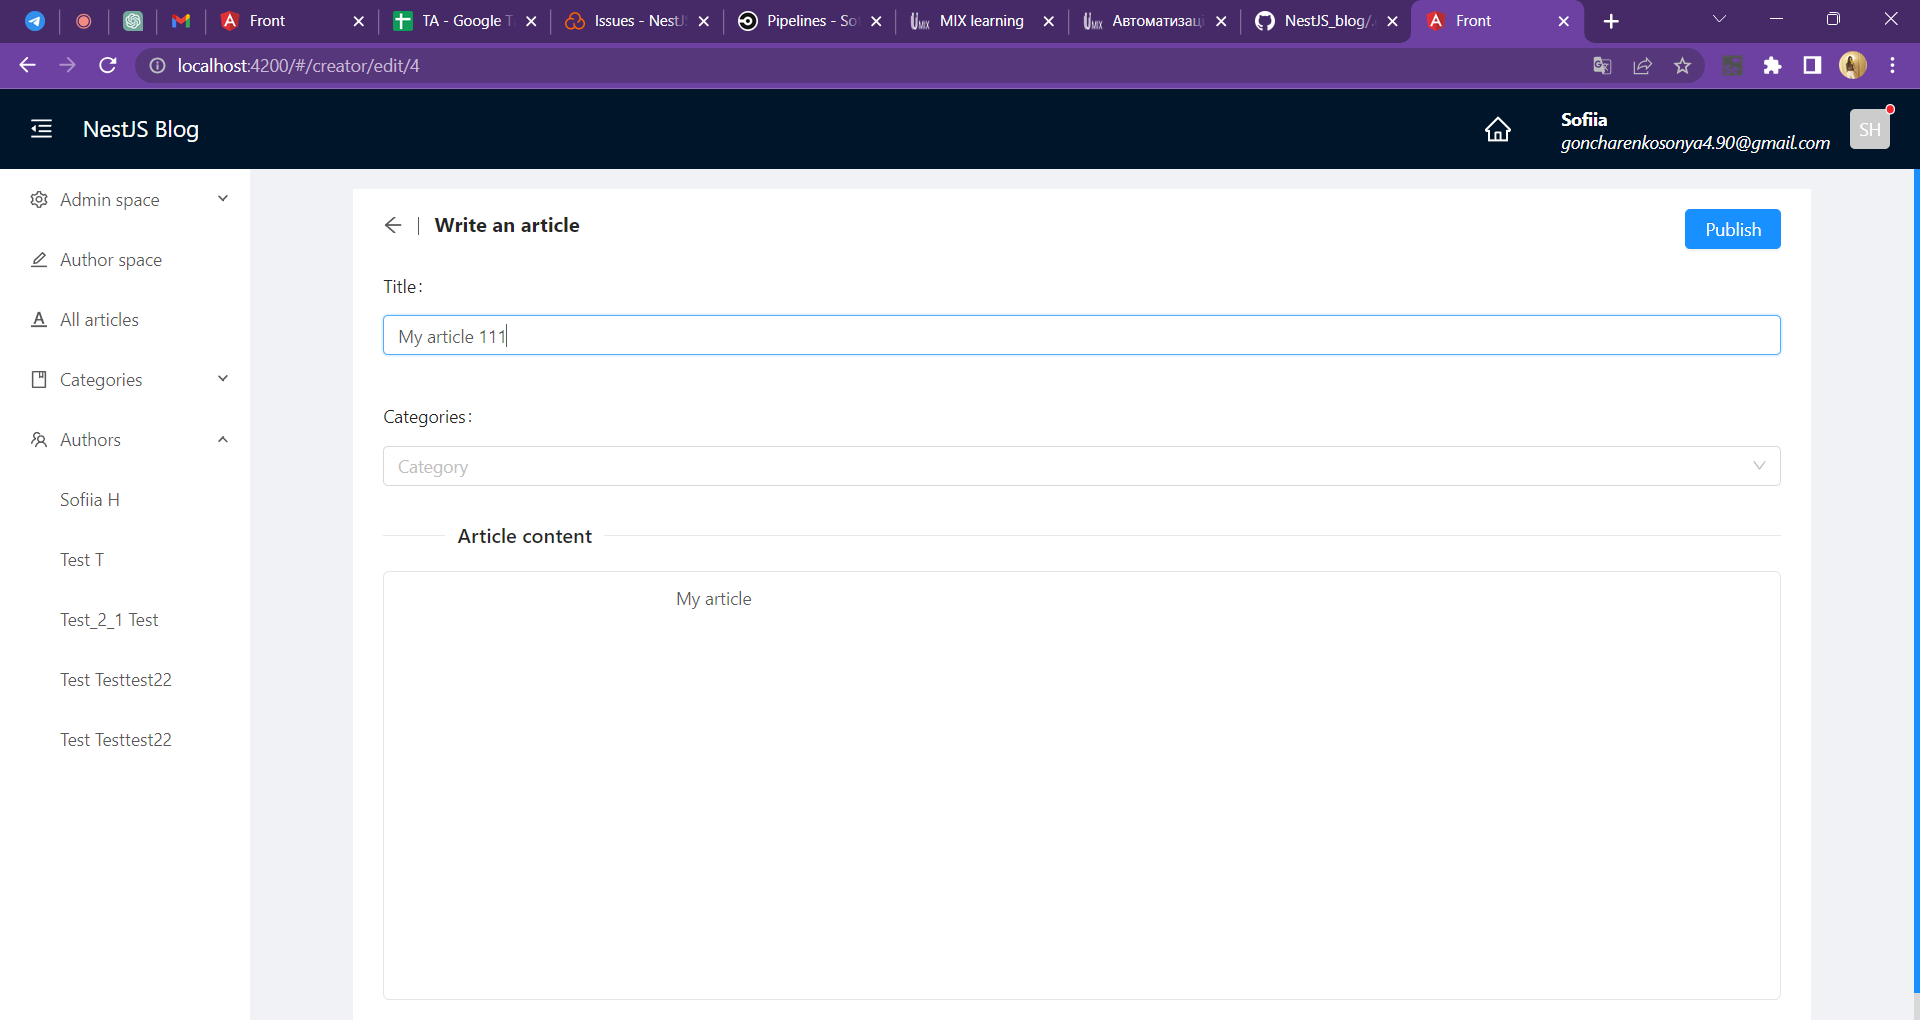 Front
TA - Google T
Issues - NestJS
Pipelines - So
MIX learning
Автоматизац
NestJS_blog/.
Front
localhost:4200/#/creator/edit/4
NestJS Blog
Sofiia
goncharenkosonya4.90@gmail.com
SH
Admin space
Author space
All articles
Categories
Authors
Sofiia H
Test T
Test_2_1 Test
Test Testtest22
Test Testtest22
Write an article
Publish
Title:
My article 111
Categories:
Category
Article content
My article